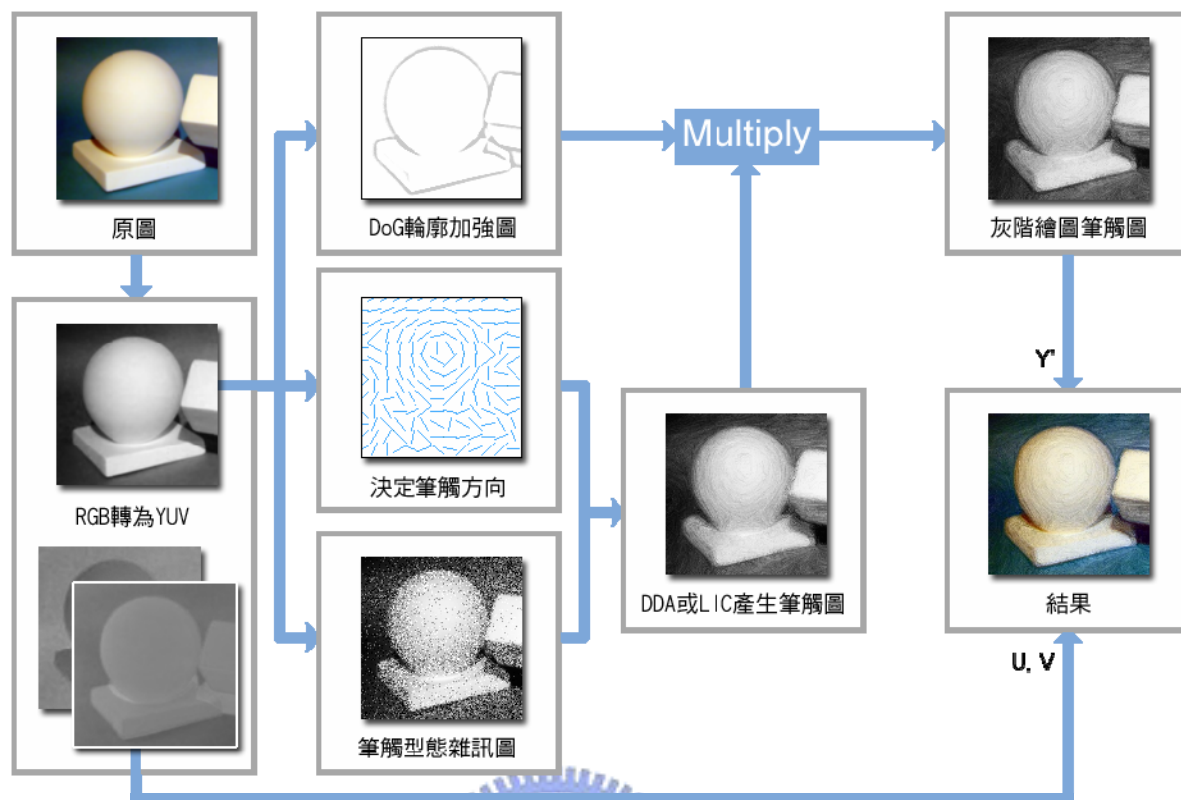 原圖
RGB轉為YUV
DoG輪廓加強圖
決定筆觸方向
筆觸型態雜訊圖
DDA或LIC產生筆觸圖
Multiply
灰階繪圖筆觸圖
Y'
結果
U, V